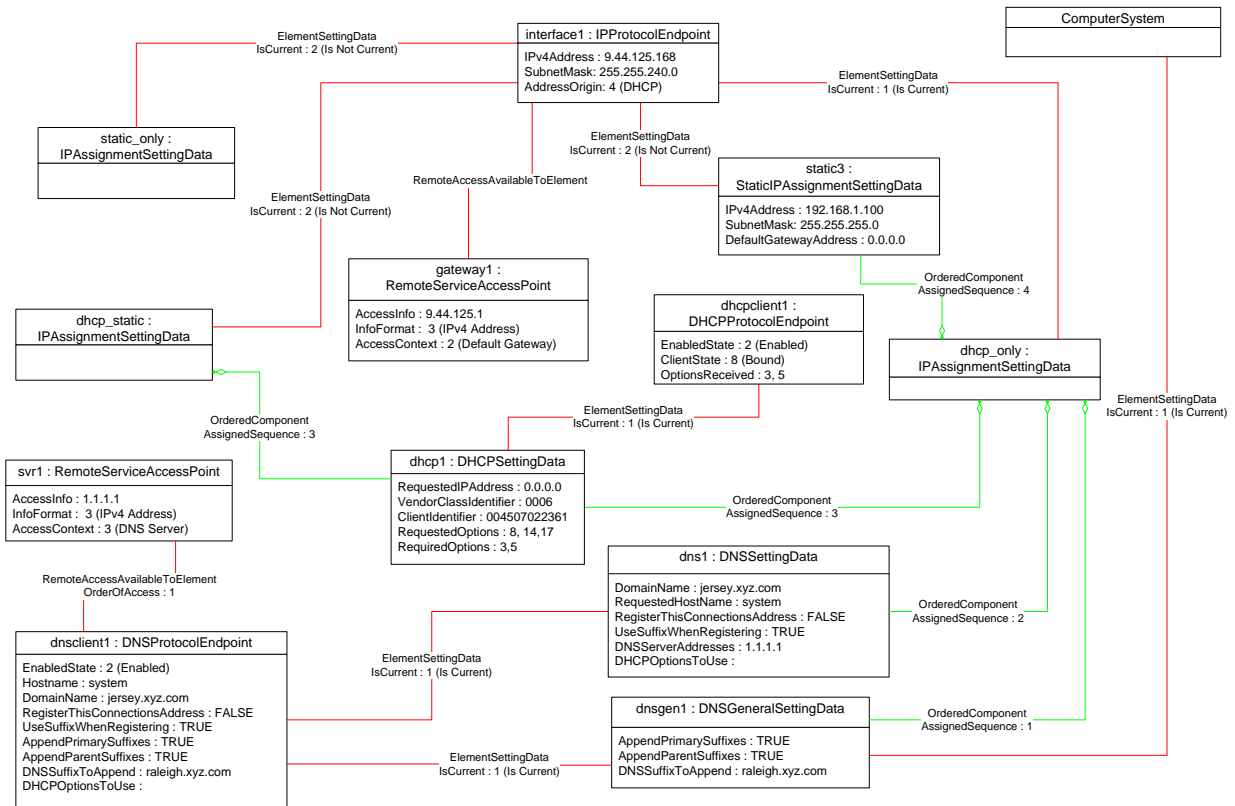 ComputerSystem
interface1 : IPProtocolEndpoint
IPv4Address : 9.44.125.168
SubnetMask: 255.255.240.0
AddressOrigin: 4 (DHCP)
ElementSettingData
IsCurrent : 2 (Is Not Current)
ElementSettingData
IsCurrent : 1 (Is Current)
static_only :
IPAssignmentSettingData
ElementSettingData
IsCurrent : 2 (Is Not Current)
static3 :
StaticIPAssignmentSettingData
IPv4Address : 192.168.1.100
SubnetMask: 255.255.255.0
DefaultGatewayAddress : 0.0.0.0
RemoteAccessAvailableToElement
ElementSettingData
IsCurrent : 2 (Is Not Current)
gateway1 :
RemoteServiceAccessPoint
AccessInfo : 9.44.125.1
InfoFormat : 3 (IPv4 Address)
AccessContext : 2 (Default Gateway)
OrderedComponent
AssignedSequence : 4
dhcpclient1 :
DHCPProtocolEndpoint
EnabledState : 2 (Enabled)
ClientState : 8 (Bound)
OptionsReceived : 3, 5
dhcp_static :
IPAssignmentSettingData
dhcp_only :
IPAssignmentSettingData
ElementSettingData
IsCurrent : 1 (Is Current)
ElementSettingData
IsCurrent : 1 (Is Current)
OrderedComponent
AssignedSequence : 3
svr1 : RemoteServiceAccessPoint
AccessInfo : 1.1.1.1
InfoFormat : 3 (IPv4 Address)
AccessContext : 3 (DNS Server)
dhcp1 : DHCPSettingData
RequestedIPAddress : 0.0.0.0
VendorClassIdentifier : 0006
ClientIdentifier : 004507022361
RequestedOptions : 8, 14,17
RequiredOptions : 3,5
OrderedComponent
AssignedSequence : 3
RemoteAccessAvailableToElement
OrderOfAccess : 1
dns1 : DNSSettingData
DomainName : jersey.xyz.com
RequestedHostName : system
RegisterThisConnectionsAddress : FALSE
UseSuffixWhenRegistering : TRUE
DNSServerAddresses : 1.1.1.1
DHCPOptionsToUse :
OrderedComponent
AssignedSequence : 2
dnsclient1 : DNSProtocolEndpoint
EnabledState : 2 (Enabled)
Hostname : system
DomainName : jersey.xyz.com
RegisterThisConnectionsAddress : FALSE
UseSuffixWhenRegistering : TRUE
AppendPrimarySuffixes : TRUE
AppendParentSuffixes : TRUE
DNSSuffixToAppend : raleigh.xyz.com
DHCPOptionsToUse :
ElementSettingData
IsCurrent : 1 (Is Current)
dnsgen1 : DNSGeneralSettingData
AppendPrimarySuffixes : TRUE
AppendParentSuffixes : TRUE
DNSSuffixToAppend : raleigh.xyz.com
OrderedComponent
AssignedSequence : 1
ElementSettingData
IsCurrent : 1 (Is Current)